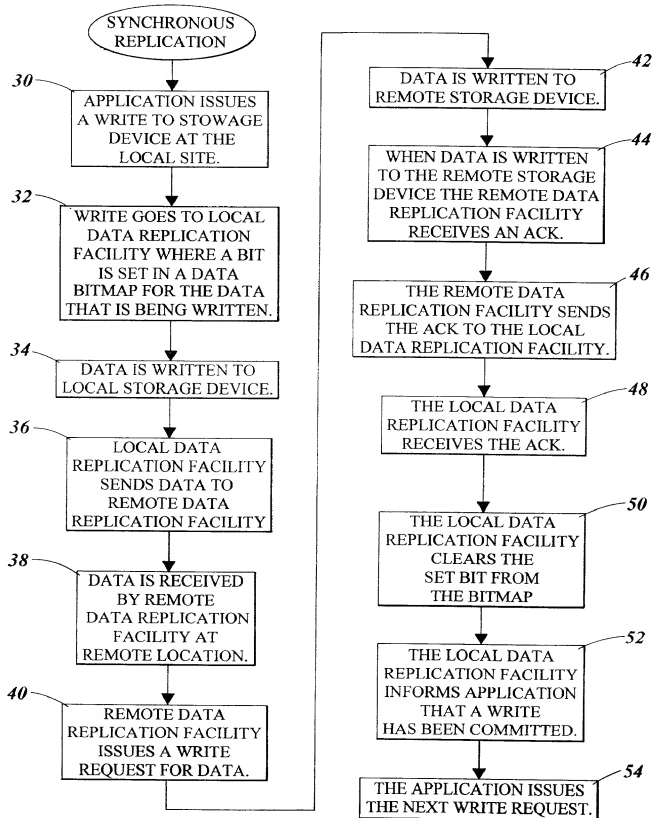 SYNCHRONOUS
REPLICATION
30
APPLICATION ISSUES
A WRITE TO STOWAGE
DEVICE AT THE
LOCAL SITE.
32
WRITE GOES TO LOCAL
DATA REPLICATION
FACILITY WHERE A BIT
IS SET IN A DATA
BITMAP FOR THE DATA
THAT IS BEING WRITTEN.
34
DATA IS WRITTEN TO
LOCAL STORAGE DEVICE.
36
LOCAL DATA
REPLICATION FACILITY
SENDS DATA TO
REMOTE DATA
REPLICATION FACILITY
38
DATA IS RECEIVED
BY REMOTE
DATA REPLICATION
FACILITY AT
REMOTE LOCATION.
40
REMOTE DATA
REPLICATION FACILITY
ISSUES A WRITE
REQUEST FOR DATA.
42
DATA IS WRITTEN TO
REMOTE STORAGE DEVICE.
44
WHEN DATA IS WRITTEN
TO THE REMOTE STORAGE
DEVICE THE REMOTE DATA
REPLICATION FACILITY
RECEIVES AN ACK.
46
THE REMOTE DATA
REPLICATION FACILITY SENDS
THE ACK TO THE LOCAL
DATA REPLICATION FACILITY.
48
THE LOCAL DATA
REPLICATION FACILITY
RECEIVES THE ACK.
50
THE LOCAL DATA
REPLICATION FACILITY
CLEARS THE
SET BIT FROM
THE BITMAP
52
THE LOCAL DATA
REPLICATION FACILITY
INFORMS APPLICATION
THAT A WRITE
HAS BEEN COMMITTED.
54
THE APPLICATION ISSUES
THE NEXT WRITE REQUEST.